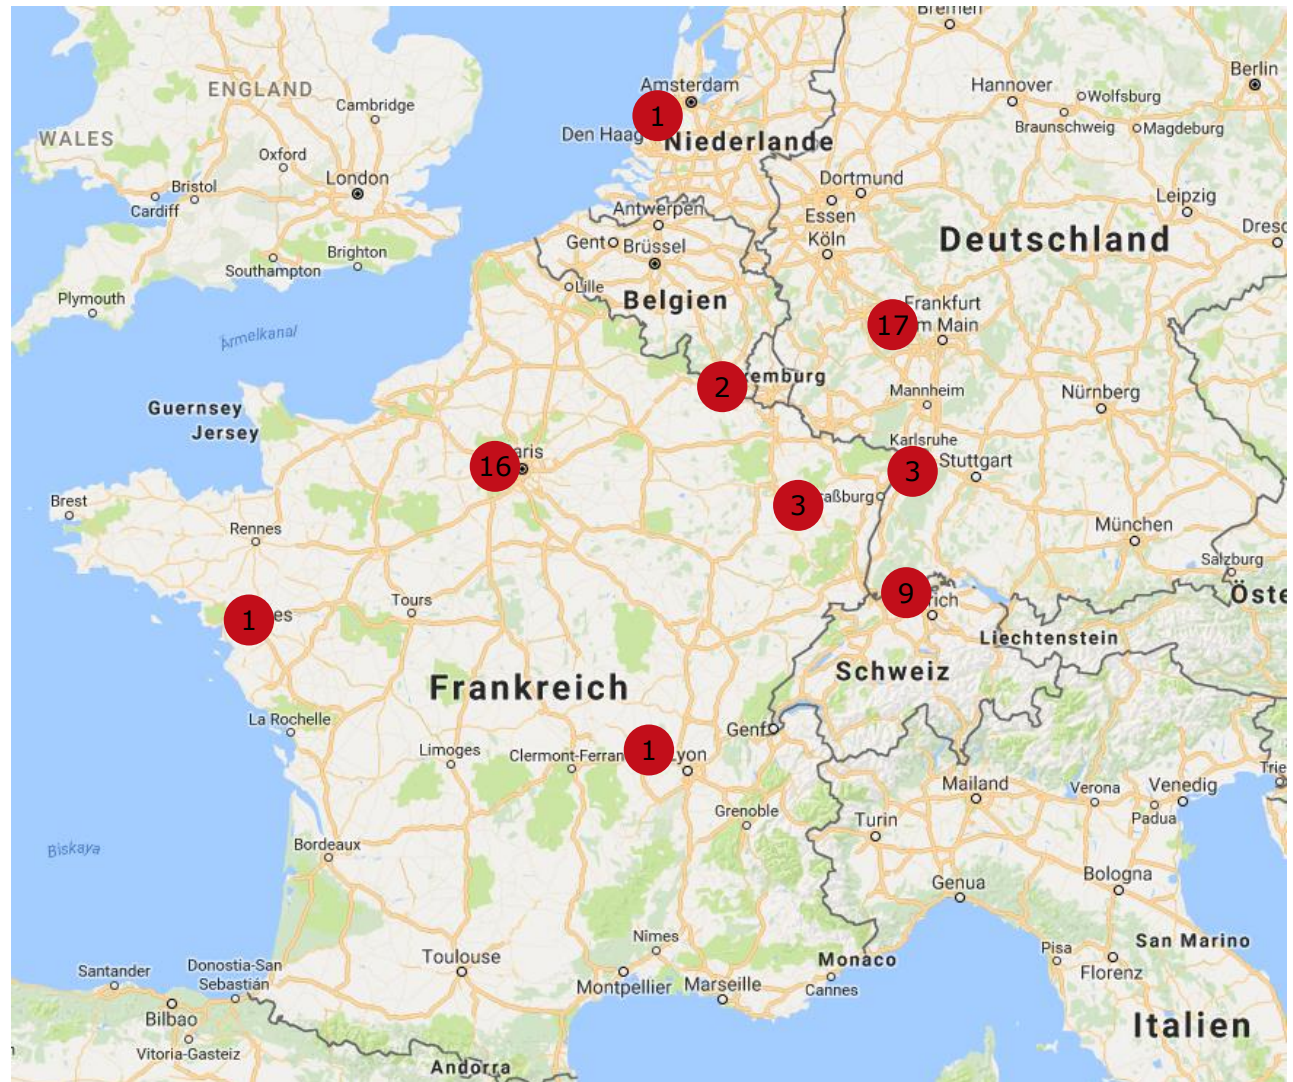 Bremen
Berlin
Amsterdam
Hannover
Wolfsburg
ENGLAND
Cambridge
1
Den Haag
Niederlande
Braunschweig
Magdeburg
WALES
Oxford
London
Dortmund
Bristol
Cardiff
Essen
Leipzig
Antwerpen
Gent
Brüssel
Köln
Deutschland
Dresd
Brighton
Southampton
Lille
Plymouth
Belgien
Frankfurt
17
m Main
Ärmelkanal
2
emburg
Mannheim
Nürnberg
Guernsey
Jersey
Karlsruhe
16
aris
3
Stuttgart
Brest
3
aßburg
Rennes
München
Salzburg
9
rich
Öste
Tours
1
es
Liechtenstein
Schweiz
Frankreich
La Rochelle
Genf
Limoges
Clermont-Ferran
1
Lyon
Mailand
Verona
Venedig
Trie
Padua
Grenoble
Turin
Bordeaux
Biskaya
Genua
Bologna
Nîmes
Pisa
San Marino
Toulouse
Monaco
Florenz
Santander
Donostia-San
Sebastián
Montpellier
Marseille
Cannes
Bilbao
Italien
Vitoria-Gasteiz
Andorra